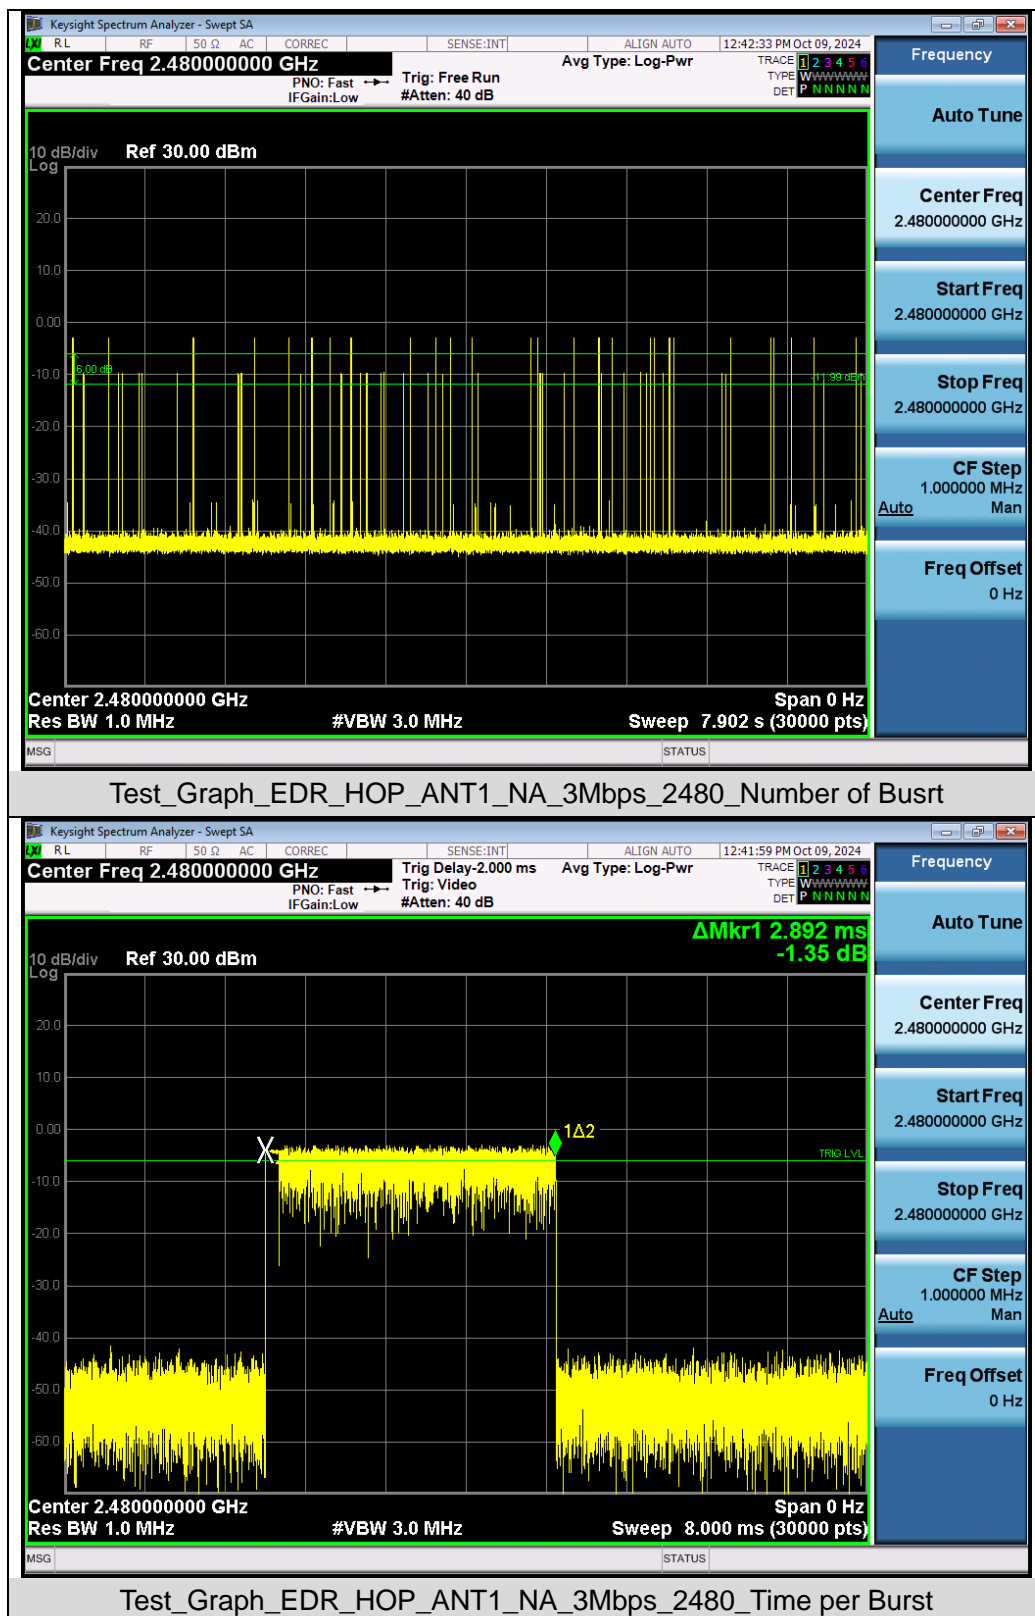 Keysight Spectrum Analyzer - Swept SA
LXI RL RF 50 Ω AC CORREC SENSE:INT ALIGN AUTO 12:42:33 PM Oct 09, 2024
Center Freq 2.480000000 GHz Avg Type: Log-Pwr TRACE 1 2 3 4 5 6
PNO: Fast Trig: Free Run TYPE WWWWWW
IFGain:Low #Atten: 40 dB DET P N N N N N
10 dB/div Ref 30.00 dBm
Log
20.0
10.0
0.00
6.00 dB
-10.0
-11.99 dBm
-20.0
-30.0
-40.0
-50.0
-60.0
Center 2.480000000 GHz Span 0 Hz
Res BW 1.0 MHz #VBW 3.0 MHz Sweep 7.902 s (30000 pts)
MSG STATUS
Frequency
Auto Tune
Center Freq
2.480000000 GHz
Start Freq
2.480000000 GHz
Stop Freq
2.480000000 GHz
CF Step
1.000000 MHz
Auto Man
Freq Offset
0 Hz
Test_Graph_EDR_HOP_ANT1_NA_3Mbps_2480_Number of Busrt
Keysight Spectrum Analyzer - Swept SA
LXI RL RF 50 Ω AC CORREC SENSE:INT ALIGN AUTO 12:41:59 PM Oct 09, 2024
Center Freq 2.480000000 GHz Trig Delay-2.000 ms Avg Type: Log-Pwr TRACE 1 2 3 4 5 6
PNO: Fast Trig: Video TYPE WWWWWW
IFGain:Low #Atten: 40 dB DET P N N N N N
ΔMkr1 2.892 ms
-1.35 dB
10 dB/div Ref 30.00 dBm
Log
20.0
10.0
0.00
1Δ2
TRIG LVL
-10.0
-20.0
-30.0
-40.0
-50.0
-60.0
Center 2.480000000 GHz Span 0 Hz
Res BW 1.0 MHz #VBW 3.0 MHz Sweep 8.000 ms (30000 pts)
MSG STATUS
Frequency
Auto Tune
Center Freq
2.480000000 GHz
Start Freq
2.480000000 GHz
Stop Freq
2.480000000 GHz
CF Step
1.000000 MHz
Auto Man
Freq Offset
0 Hz
Test_Graph_EDR_HOP_ANT1_NA_3Mbps_2480_Time per Burst